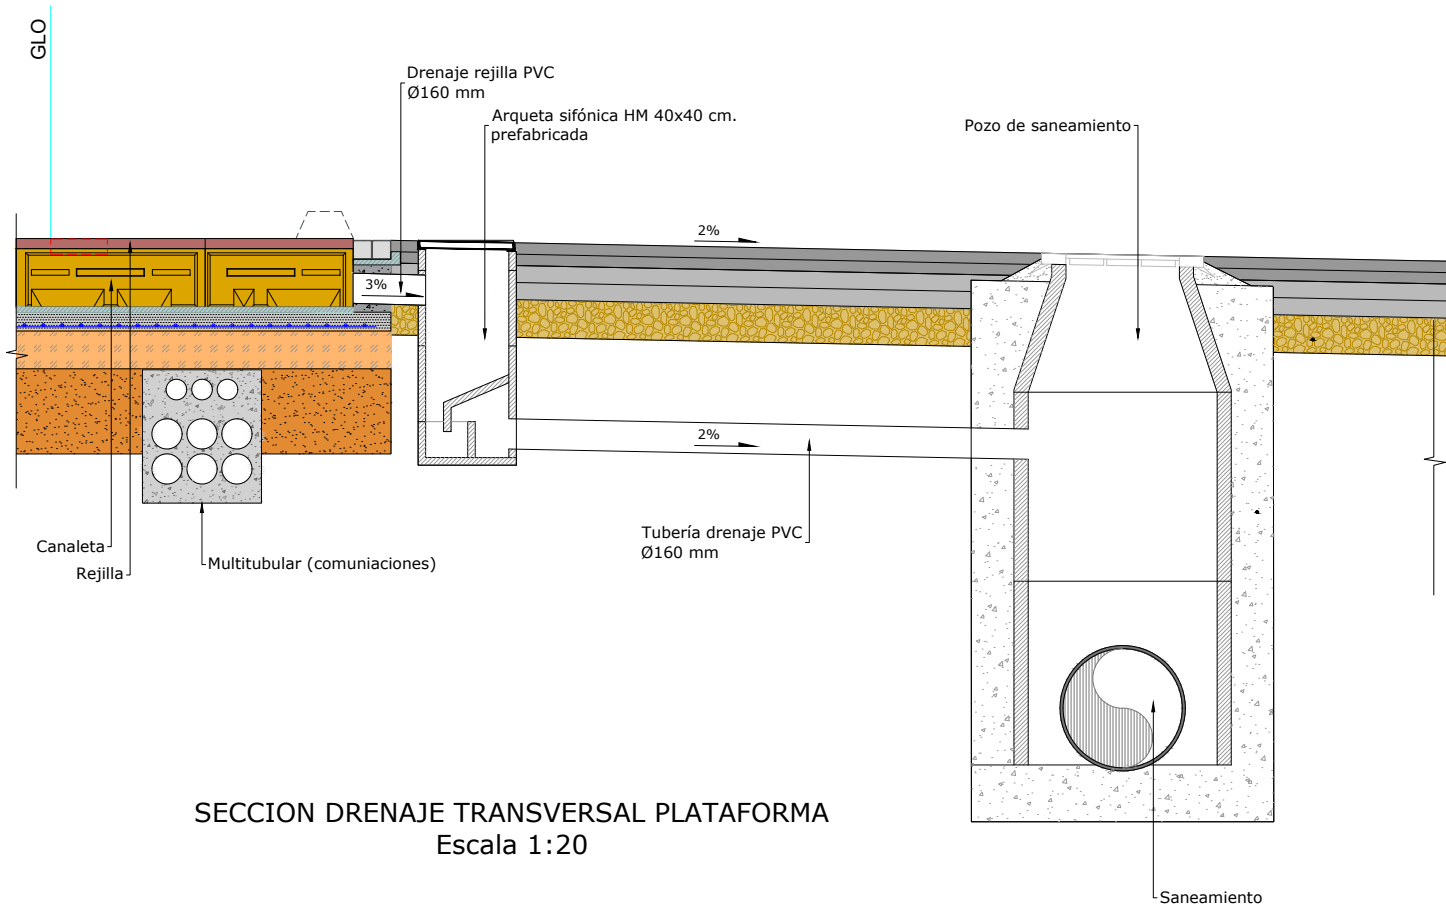 GLO
Drenaje rejilla PVC
Ø160 mm
Arqueta sifónica HM 40x40 cm.
prefabricada
Pozo de saneamiento
2%
3%
2%
Tubería drenaje PVC
Ø160 mm
Canaleta
Rejilla
Multitubular (comuniaciones)
SECCION DRENAJE TRANSVERSAL PLATAFORMA
Escala 1:20
Saneamiento